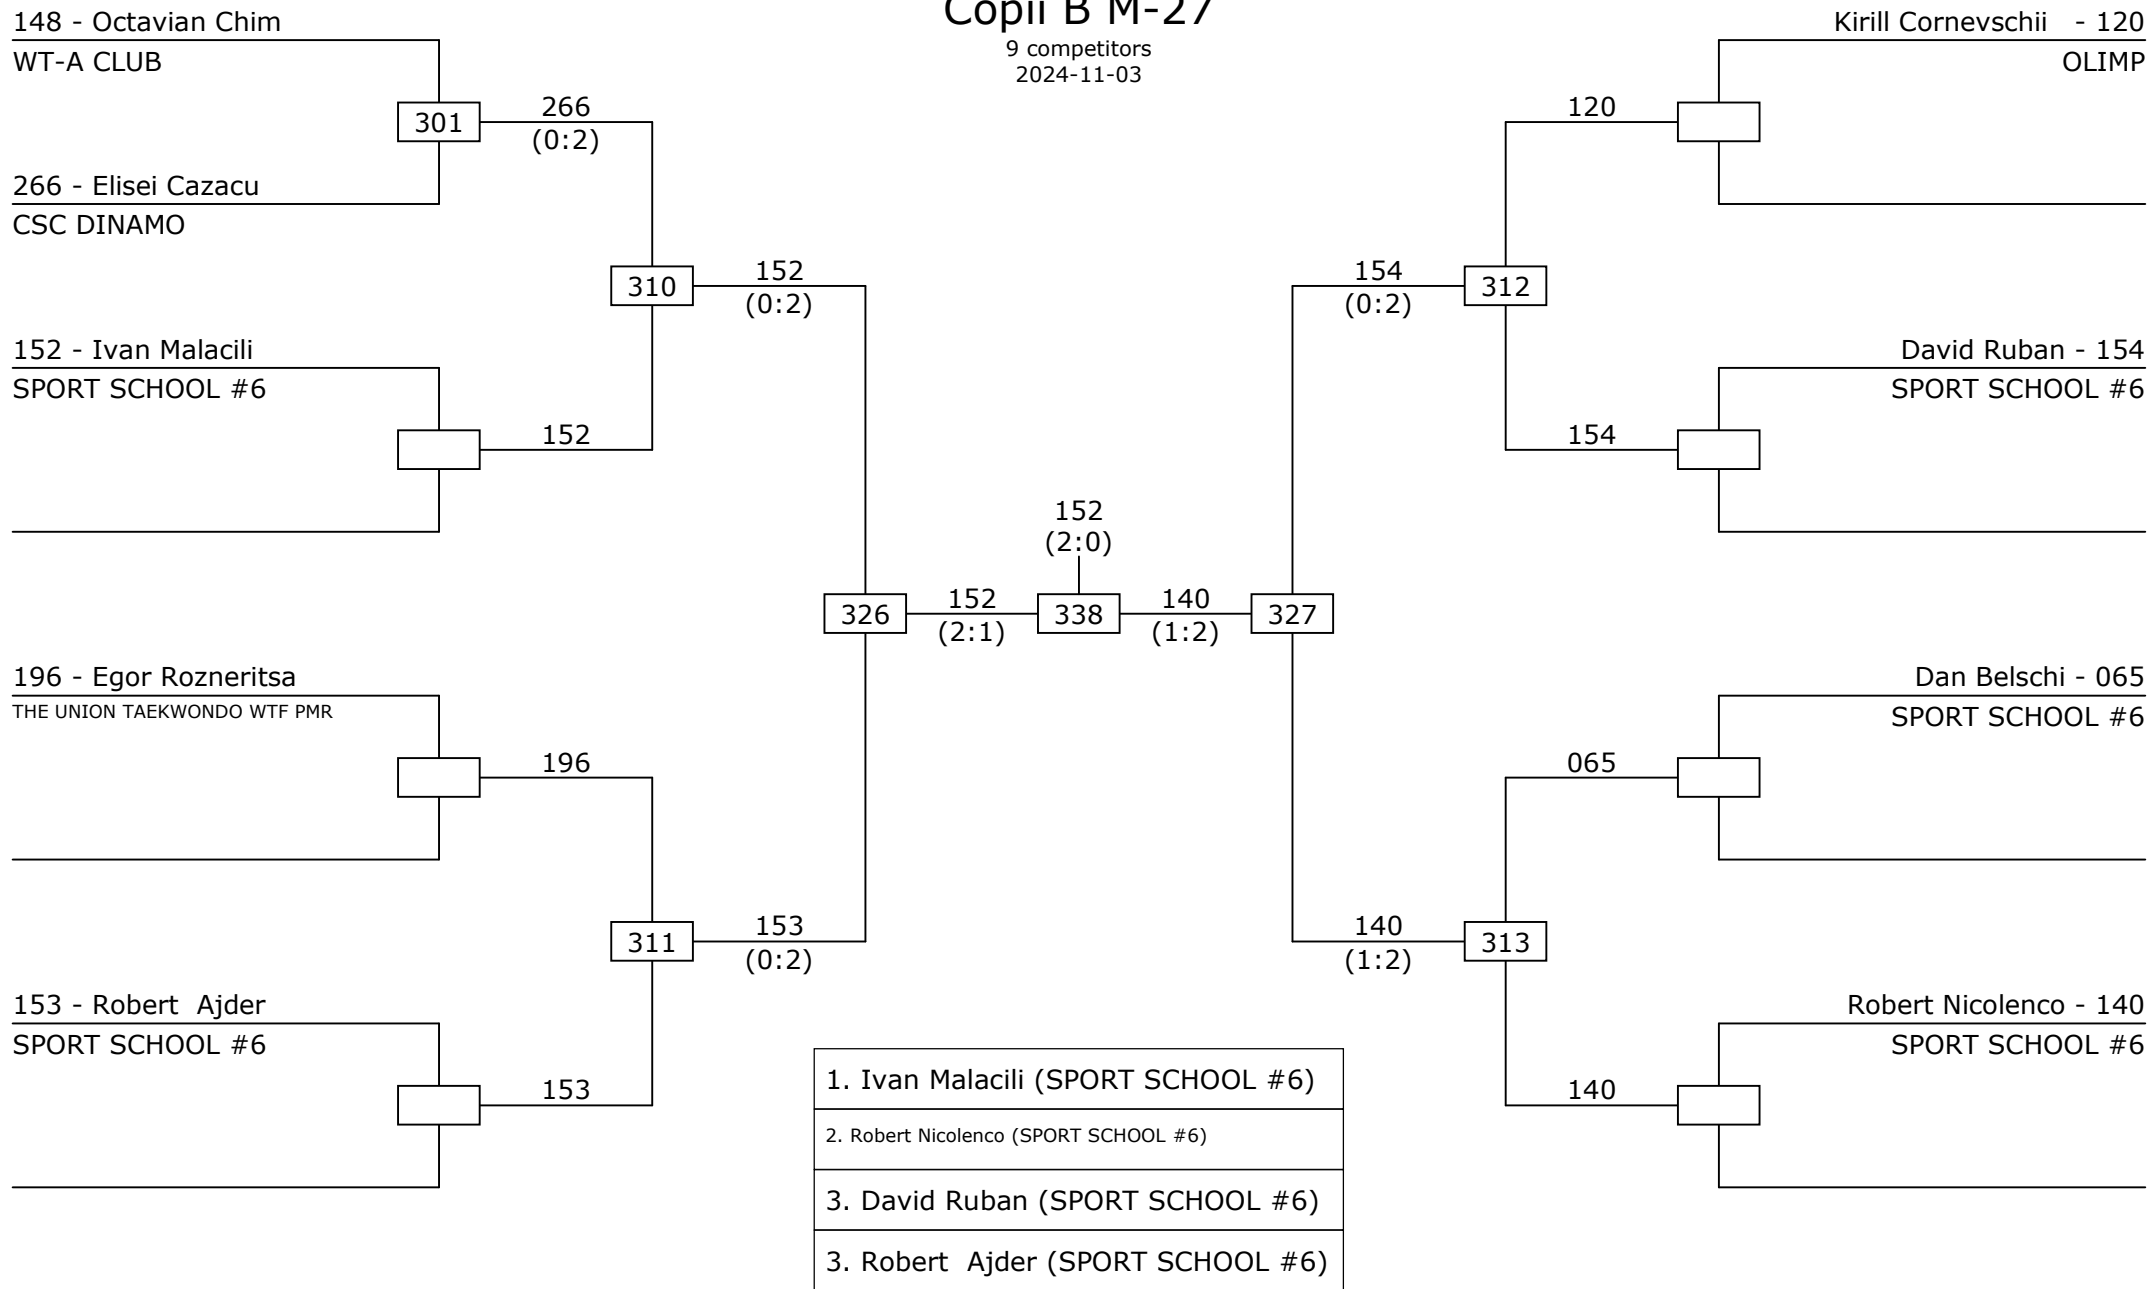 Copii B M-27
9 competitors
2024-11-03
148 - Octavian Chim
WT-A CLUB
301
266
(0:2)
266 - Elisei Cazacu
CSC DINAMO
310
152
(0:2)
152 - Ivan Malacili
SPORT SCHOOL #6
152
196 - Egor Rozneritsa
THE UNION TAEKWONDO WTF PMR
196
311
153
(0:2)
153 - Robert  Ajder
SPORT SCHOOL #6
153
326
152
(2:1)
152
(2:0)
338
140
(1:2)
327
Kirill Cornevschii   - 120
OLIMP
120
154
(0:2)
312
David Ruban - 154
SPORT SCHOOL #6
154
Dan Belschi - 065
SPORT SCHOOL #6
065
140
(1:2)
313
Robert Nicolenco - 140
SPORT SCHOOL #6
140
1. Ivan Malacili (SPORT SCHOOL #6)
2. Robert Nicolenco (SPORT SCHOOL #6)
3. David Ruban (SPORT SCHOOL #6)
3. Robert  Ajder (SPORT SCHOOL #6)